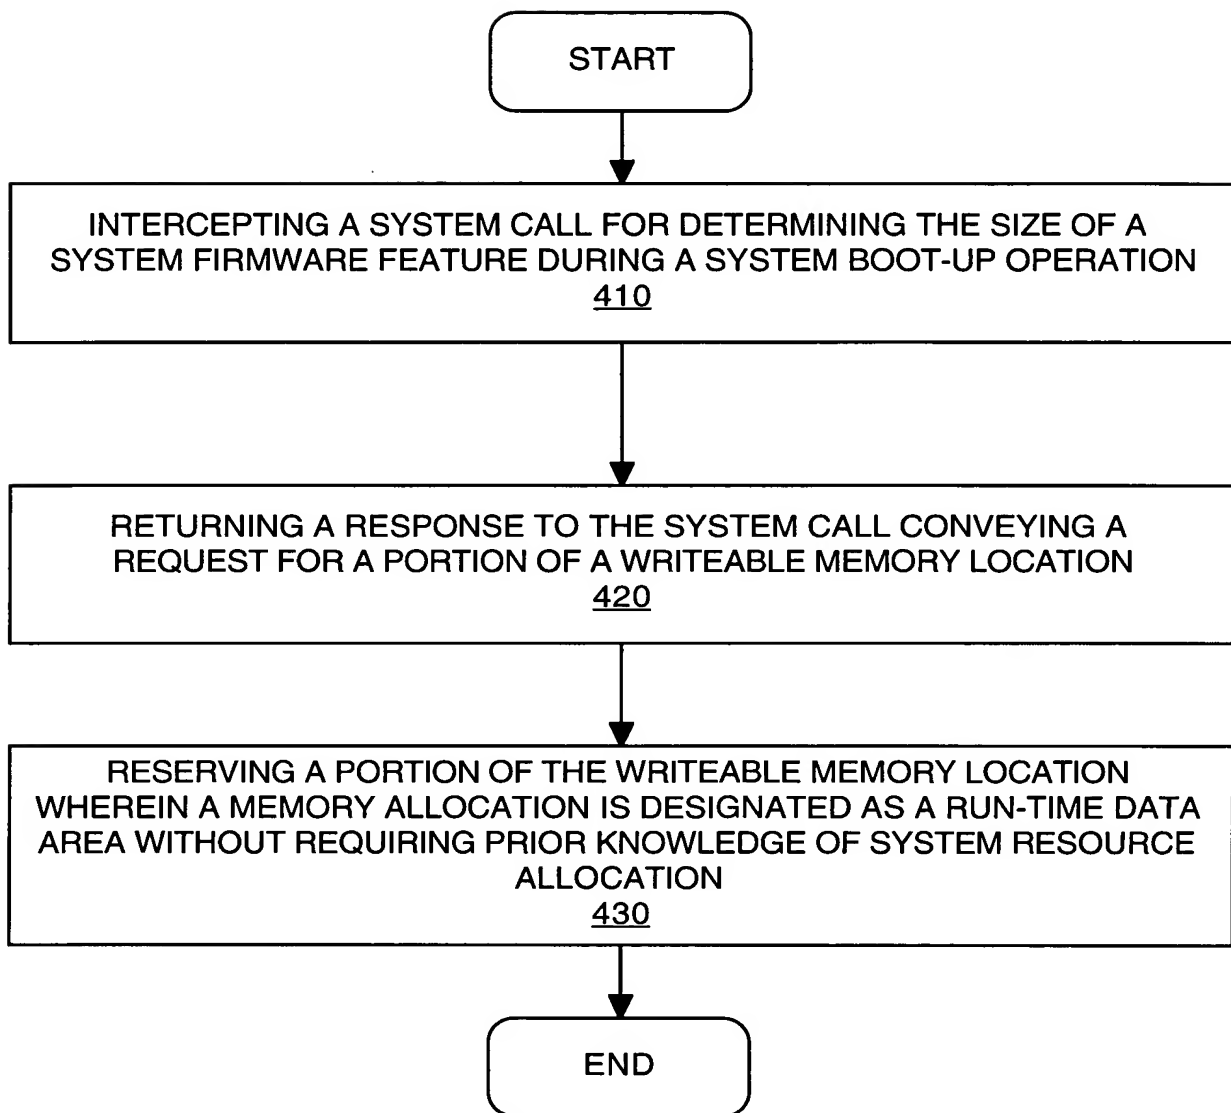 START
INTERCEPTING A SYSTEM CALL FOR DETERMINING THE SIZE OF A
SYSTEM FIRMWARE FEATURE DURING A SYSTEM BOOT-UP OPERATION
410
RETURNING A RESPONSE TO THE SYSTEM CALL CONVEYING A
REQUEST FOR A PORTION OF A WRITEABLE MEMORY LOCATION
420
RESERVING A PORTION OF THE WRITEABLE MEMORY LOCATION
WHEREIN A MEMORY ALLOCATION IS DESIGNATED AS A RUN-TIME DATA
AREA WITHOUT REQUIRING PRIOR KNOWLEDGE OF SYSTEM RESOURCE
ALLOCATION
430
END